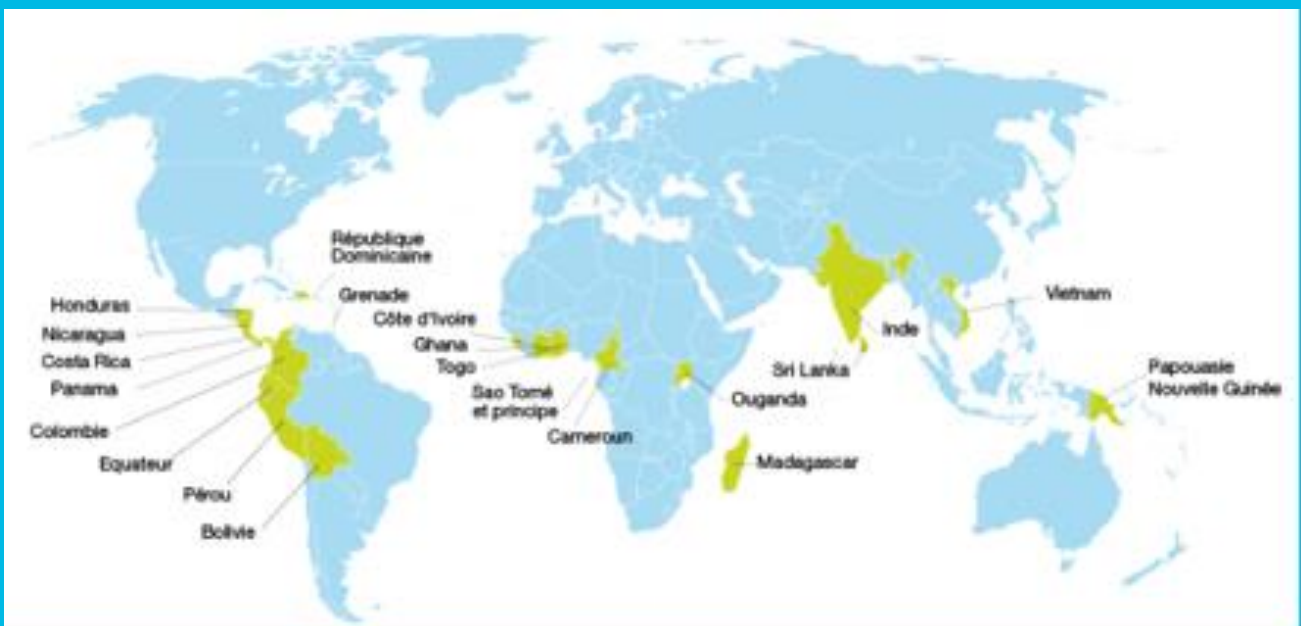 République
Dominicaine
Grenade
Honduras
Nicaragua
Costa Rica
Panama
Colombie
Equateur
Pérou
Bolivie
Côte d'Ivoire
Ghana
Togo
Sao Tomé
et principe
Cameroun
Ouganda
Madagascar
Sri Lanka
Inde
Vietnam
Papouasie
Nouvelle Guinée